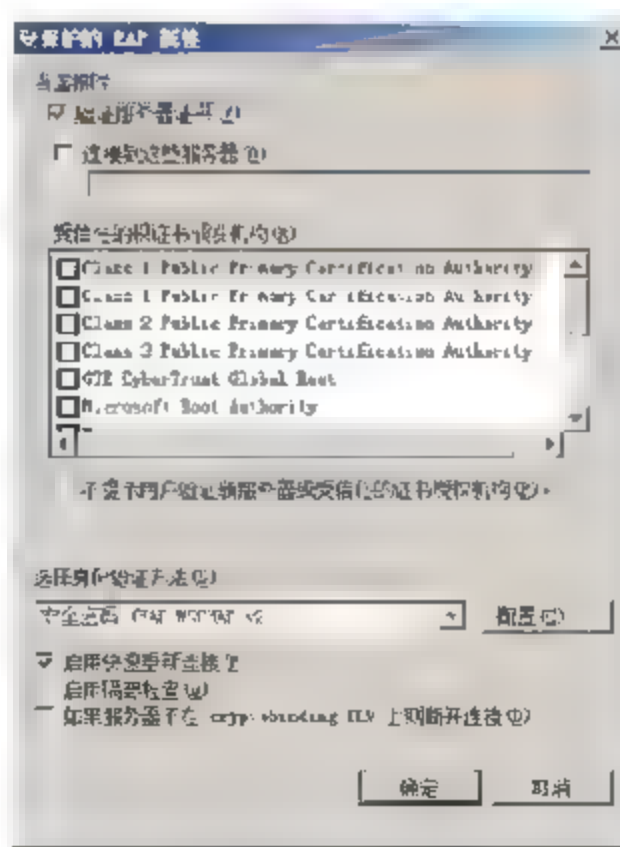 受保护的 EAP 属性
当连接时:
验证服务器证书(V)
连接到这些服务器(O)
受信任的根证书颁发机构(R)
Class 1 Public Primary Certification Authority
Class 1 Public Primary Certification Authority
Class 2 Public Primary Certification Authority
Class 3 Public Primary Certification Authority
GTE CyberTrust Global Root
Microsoft Root Authority
不提示用户验证新服务器或受信任的证书授权机构(P)。
选择身份验证方法(S)
安全密码 (EAP-MSCHAP v2)
配置(C)
启用快速重新连接(F)
启用隔离检查(Q)
如果服务器不在 cryptobinding TLV 上则断开连接(D)
确定
取消